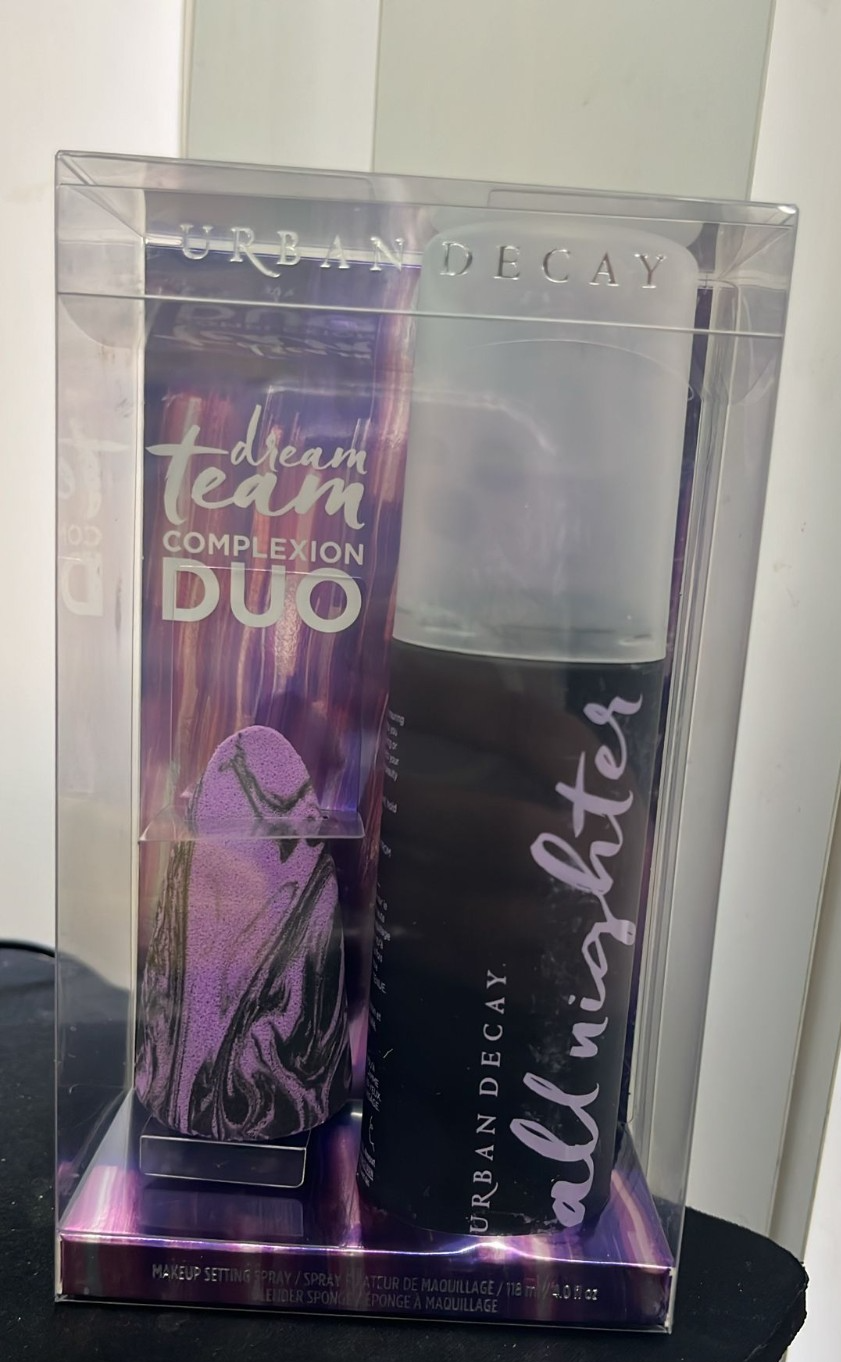 URBAN DECAY
dream
team
COMPLEXION
DUO
URBAN DECAY
all nighter
MAKEUP SETTING SPRAY / SPRAY FIXATEUR DE MAQUILLAGE / 118 ml / 4.0 fl oz
BLENDER SPONGE / ÉPONGE À MAQUILLAGE